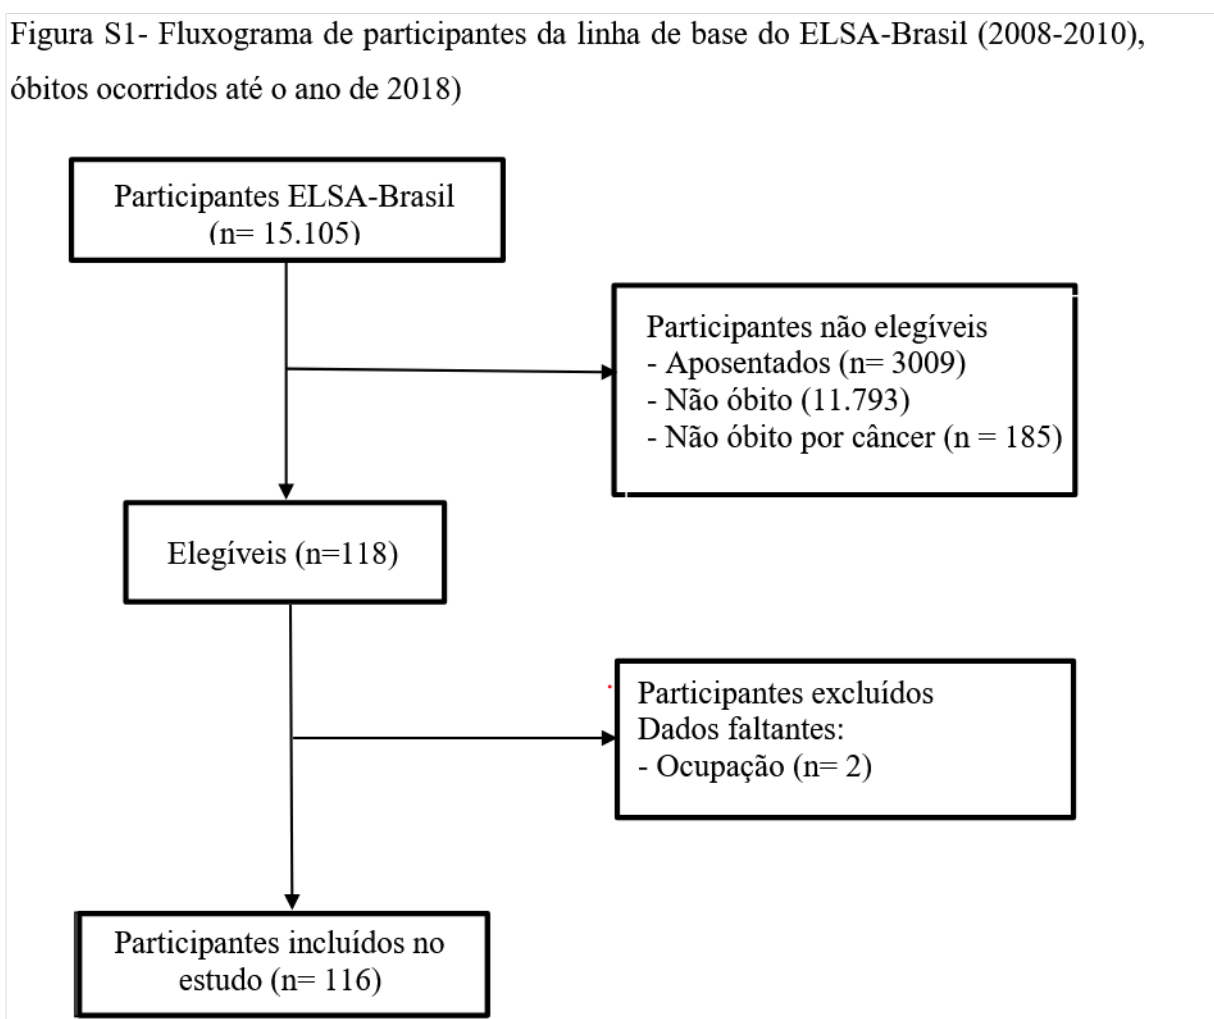 Figura S1- Fluxograma de participantes da linha de base do ELSA-Brasil (2008-2010),
óbitos ocorridos até o ano de 2018)
Participantes ELSA-Brasil
(n= 15.105)
Participantes não elegíveis
- Aposentados (n= 3009)
- Não óbito (11.793)
- Não óbito por câncer (n = 185)
Elegíveis (n=118)
Participantes excluídos
Dados faltantes:
- Ocupação (n= 2)
Participantes incluídos no
estudo (n= 116)